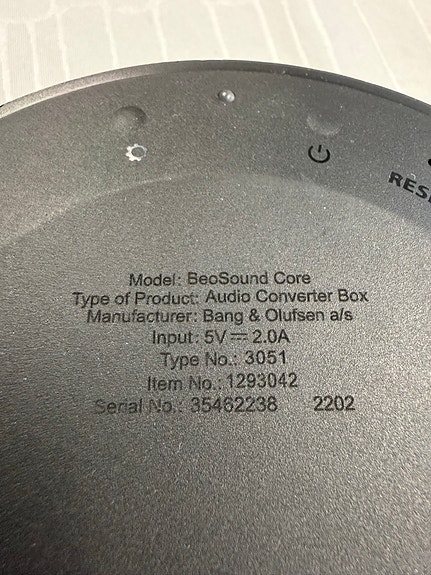 Model: BeoSound Core
Type of Product: Audio Converter Box
Manufacturer: Bang & Olufsen a/s
Input: 5V⎓2.0A
Type No.: 3051
Item No.: 1293042
Serial No.: 35462238 2202